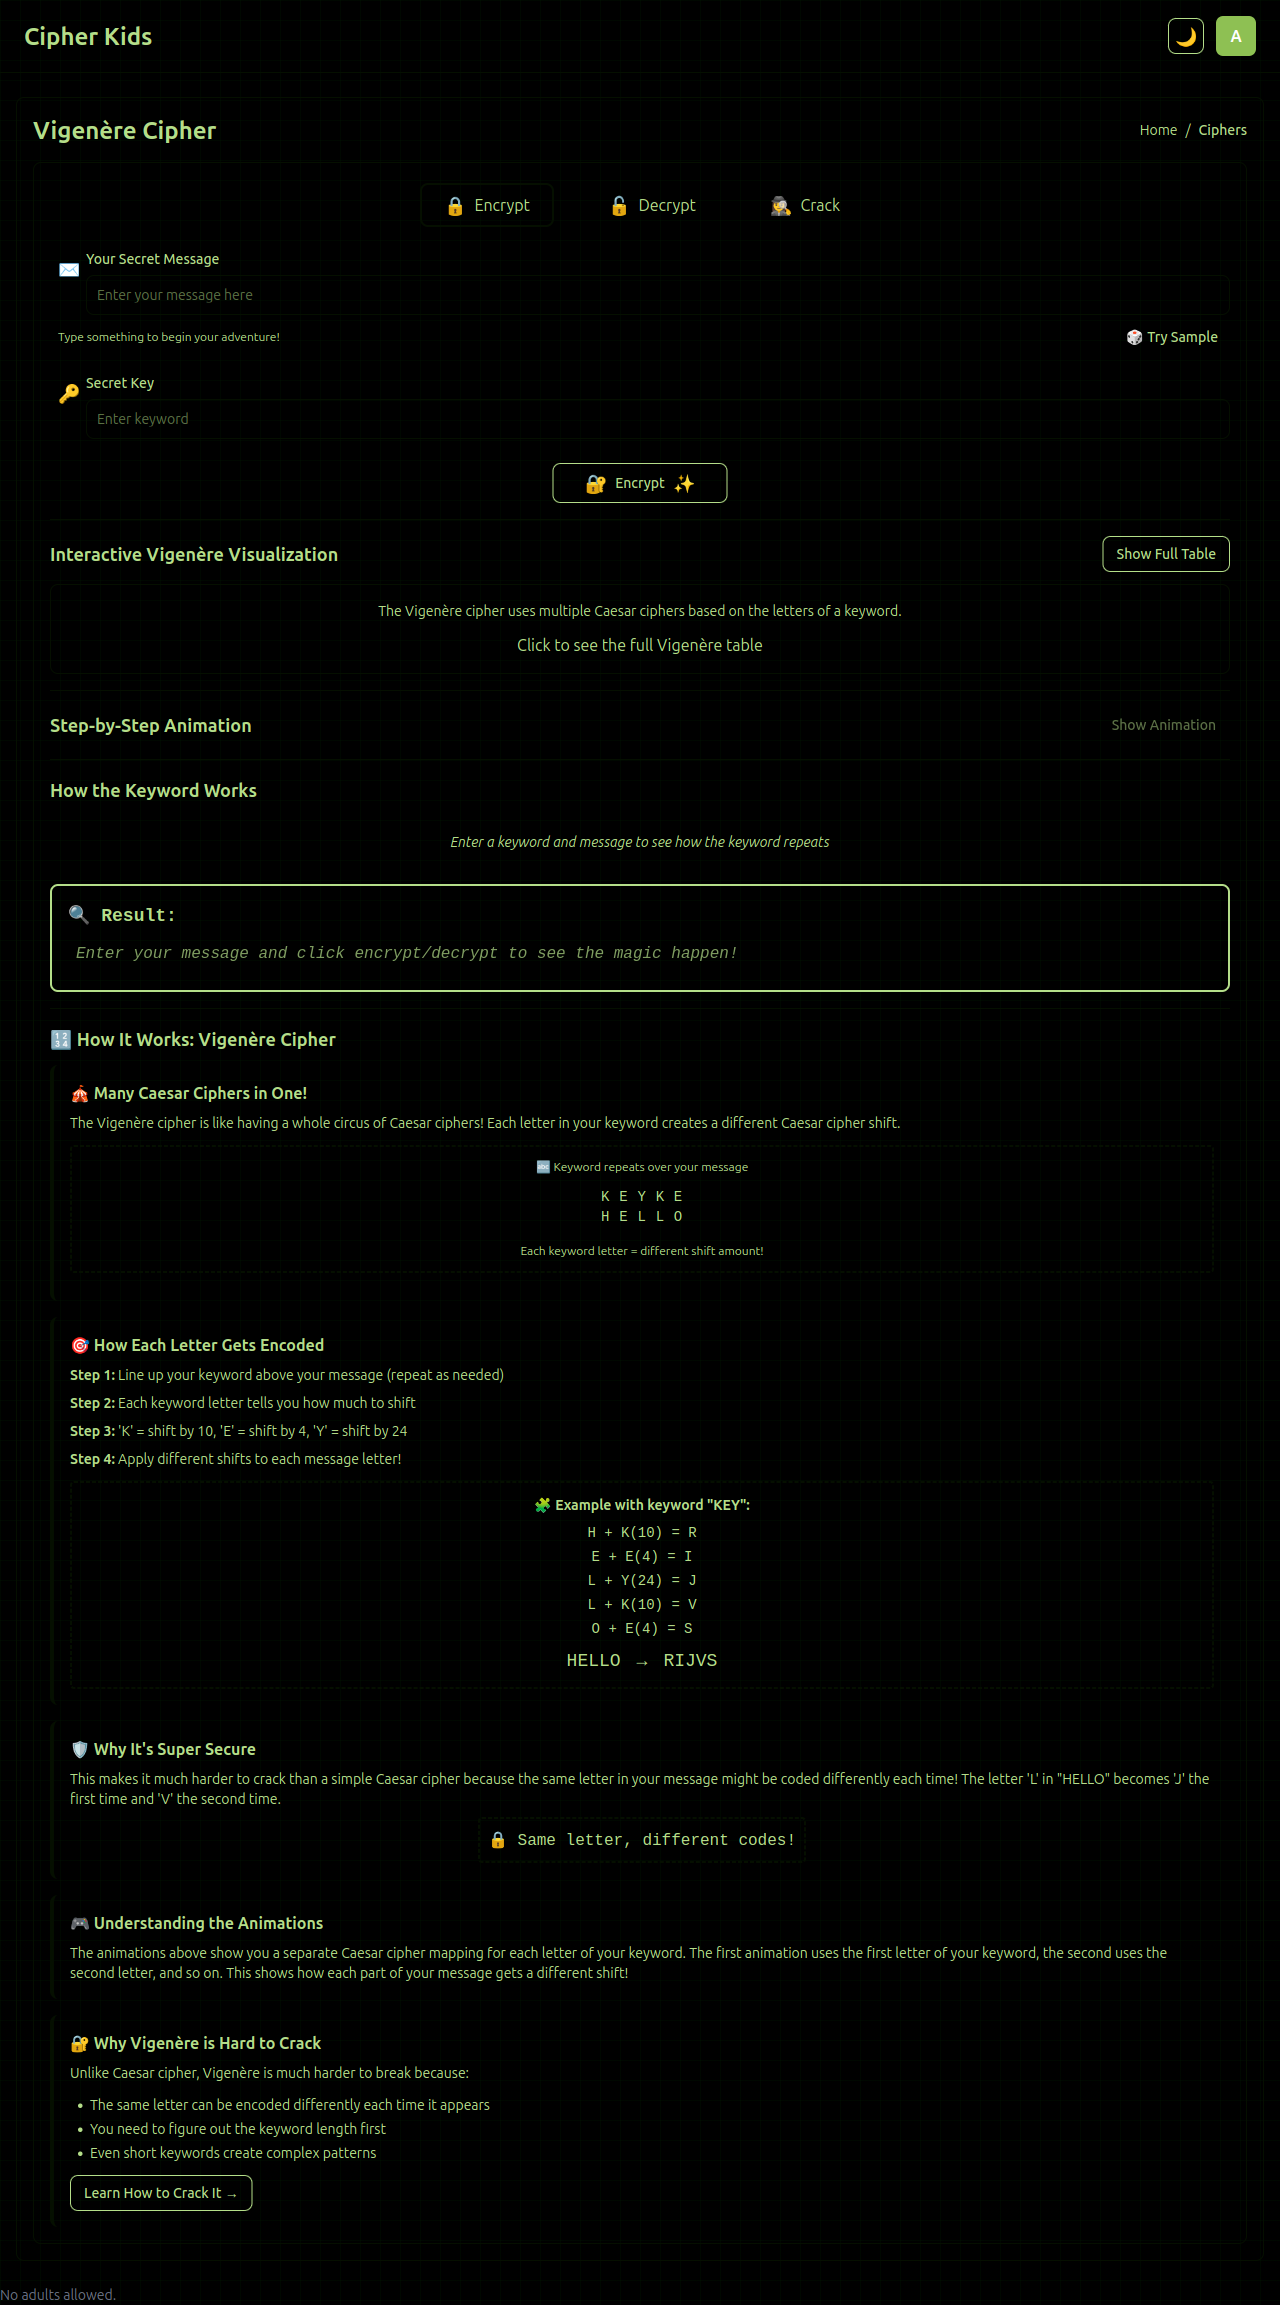 Cipher Kids
A
Vigenère Cipher
Home / Ciphers
🔒 Encrypt
🔓 Decrypt
🕵️ Crack
Your Secret Message
Enter your message here
Type something to begin your adventure!
🎲 Try Sample
Secret Key
Enter keyword
🔐 Encrypt ✨
Interactive Vigenère Visualization
Show Full Table
The Vigenère cipher uses multiple Caesar ciphers based on the letters of a keyword.
Click to see the full Vigenère table
Step-by-Step Animation
Show Animation
How the Keyword Works
Enter a keyword and message to see how the keyword repeats
🔍 Result:
Enter your message and click encrypt/decrypt to see the magic happen!
🔢 How It Works: Vigenère Cipher
🎪 Many Caesar Ciphers in One!
The Vigenère cipher is like having a whole circus of Caesar ciphers! Each letter in your keyword creates a different Caesar cipher shift.
🔤 Keyword repeats over your message
K E Y K E
H E L L O
Each keyword letter = different shift amount!
🎯 How Each Letter Gets Encoded
Step 1: Line up your keyword above your message (repeat as needed)
Step 2: Each keyword letter tells you how much to shift
Step 3: 'K' = shift by 10, 'E' = shift by 4, 'Y' = shift by 24
Step 4: Apply different shifts to each message letter!
🧩 Example with keyword "KEY":
H + K(10) = R
E + E(4) = I
L + Y(24) = J
L + K(10) = V
O + E(4) = S
HELLO → RIJVS
🛡️ Why It's Super Secure
This makes it much harder to crack than a simple Caesar cipher because the same letter in your message might be coded differently each time! The letter 'L' in "HELLO" becomes 'J' the
first time and 'V' the second time.
🔒 Same letter, different codes!
🎮 Understanding the Animations
The animations above show you a separate Caesar cipher mapping for each letter of your keyword. The first animation uses the first letter of your keyword, the second uses the
second letter, and so on. This shows how each part of your message gets a different shift!
🔐 Why Vigenère is Hard to Crack
Unlike Caesar cipher, Vigenère is much harder to break because:
• The same letter can be encoded differently each time it appears
• You need to figure out the keyword length first
• Even short keywords create complex patterns
Learn How to Crack It →
No adults allowed.